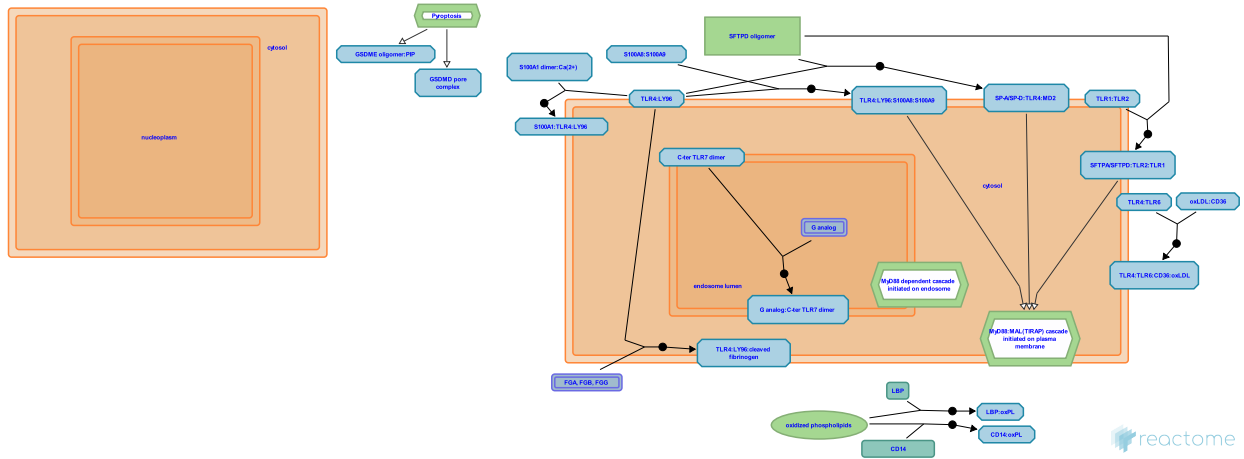 Pyroptosis
cytosol
GSDME oligomer:PIP
GSDMD pore
complex
nucleoplasm
SFTPD oligomer
S100A8:S100A9
S100A1 dimer:Ca(2+)
TLR4:LY96
TLR4:LY96:S100A8:S100A9
SP-A/SP-D:TLR4:MD2
TLR1:TLR2
S100A1:TLR4:LY96
C-ter TLR7 dimer
SFTPA/SFTPD:TLR2:TLR1
cytosol
TLR4:TLR6
oxLDL:CD36
G analog
TLR4:TLR6:CD36:oxLDL
MyD88 dependent cascade
initiated on endosome
endosome lumen
G analog:C-ter TLR7 dimer
MyD88:MAL(TIRAP) cascade
initiated on plasma
membrane
TLR4:LY96:cleaved
fibrinogen
FGA, FGB, FGG
LBP
LBP:oxPL
oxidized phospholipids
CD14:oxPL
CD14
reactome